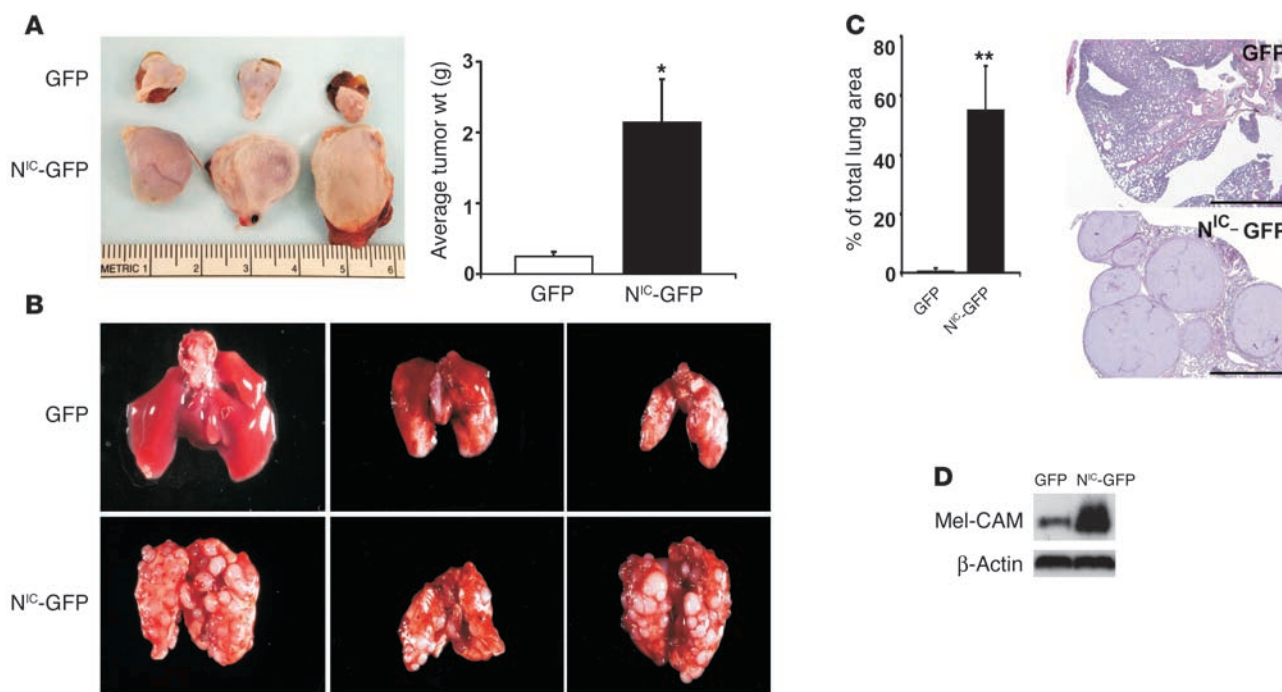 A
GFP
N^IC-GFP
METRIC 1 2 3 4 5 6
Average tumor wt (g)
3
2
1
0
*
GFP
N^IC-GFP
B
GFP
N^IC-GFP
C
% of total lung area
80
60
40
20
0
**
GFP
N^IC-GFP
GFP
N^IC-GFP
D
GFP N^IC-GFP
Mel-CAM
β-Actin